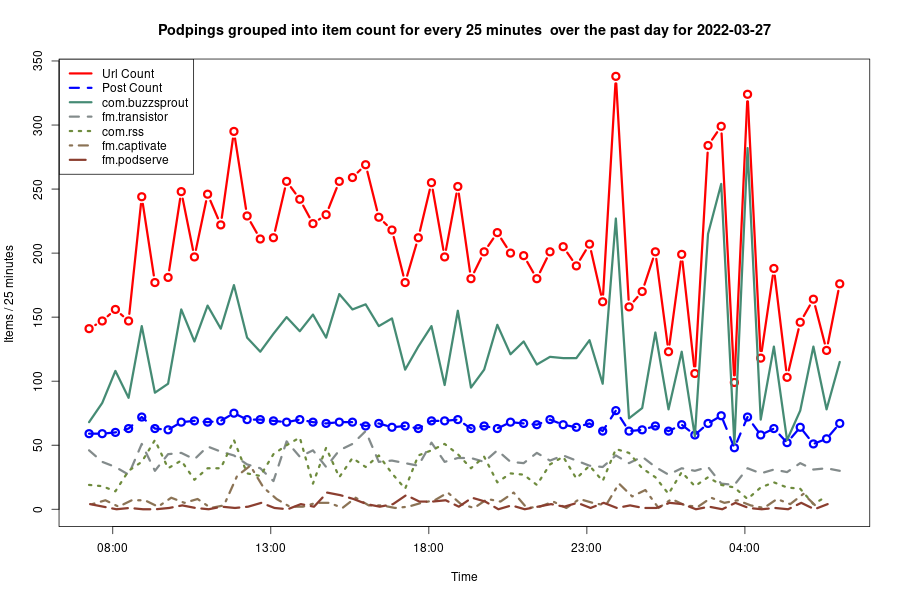 Podpings grouped into item count for every 25 minutes  over the past day for 2022-03-27
Url Count
Post Count
com.buzzsprout
fm.transistor
com.rss
fm.captivate
fm.podserve
350
300
250
200
150
100
50
0
Items / 25 minutes
08:00 13:00 18:00 23:00 04:00
Time